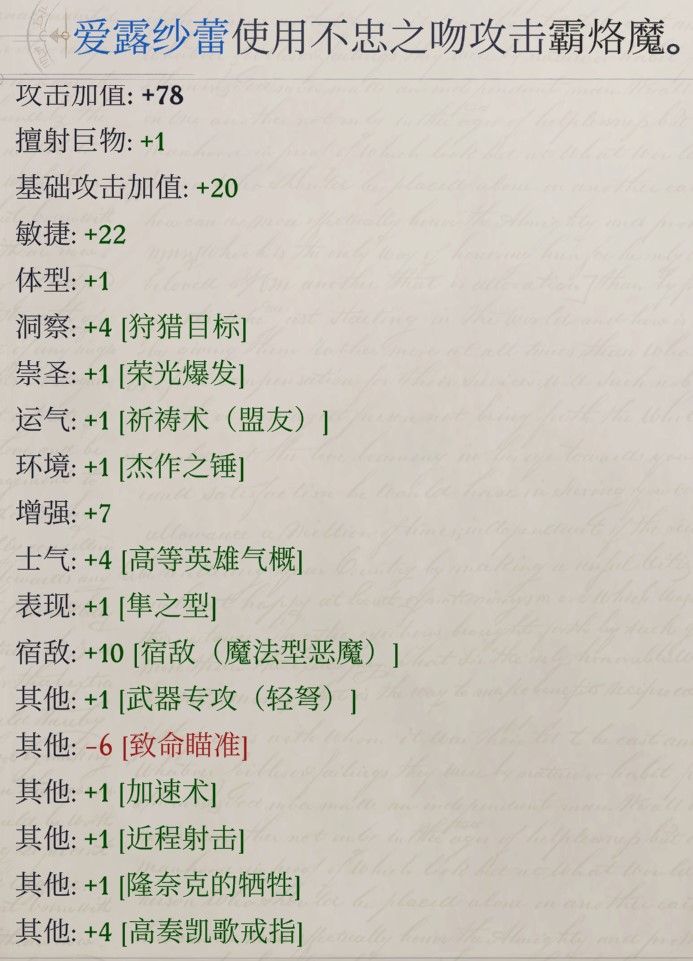 爱露纱蕾使用不忠之吻攻击霸烙魔。
攻击加值: +78
擅射巨物: +1
基础攻击加值: +20
敏捷: +22
体型: +1
洞察: +4 [狩猎目标]
崇圣: +1 [荣光爆发]
运气: +1 [祈祷术（盟友）]
环境: +1 [杰作之锤]
增强: +7
士气: +4 [高等英雄气概]
表现: +1 [隼之型]
宿敌: +10 [宿敌（魔法型恶魔）]
其他: +1 [武器专攻（轻弩）]
其他: -6 [致命瞄准]
其他: +1 [加速术]
其他: +1 [近程射击]
其他: +1 [隆奈克的牺牲]
其他: +4 [高奏凯歌戒指]